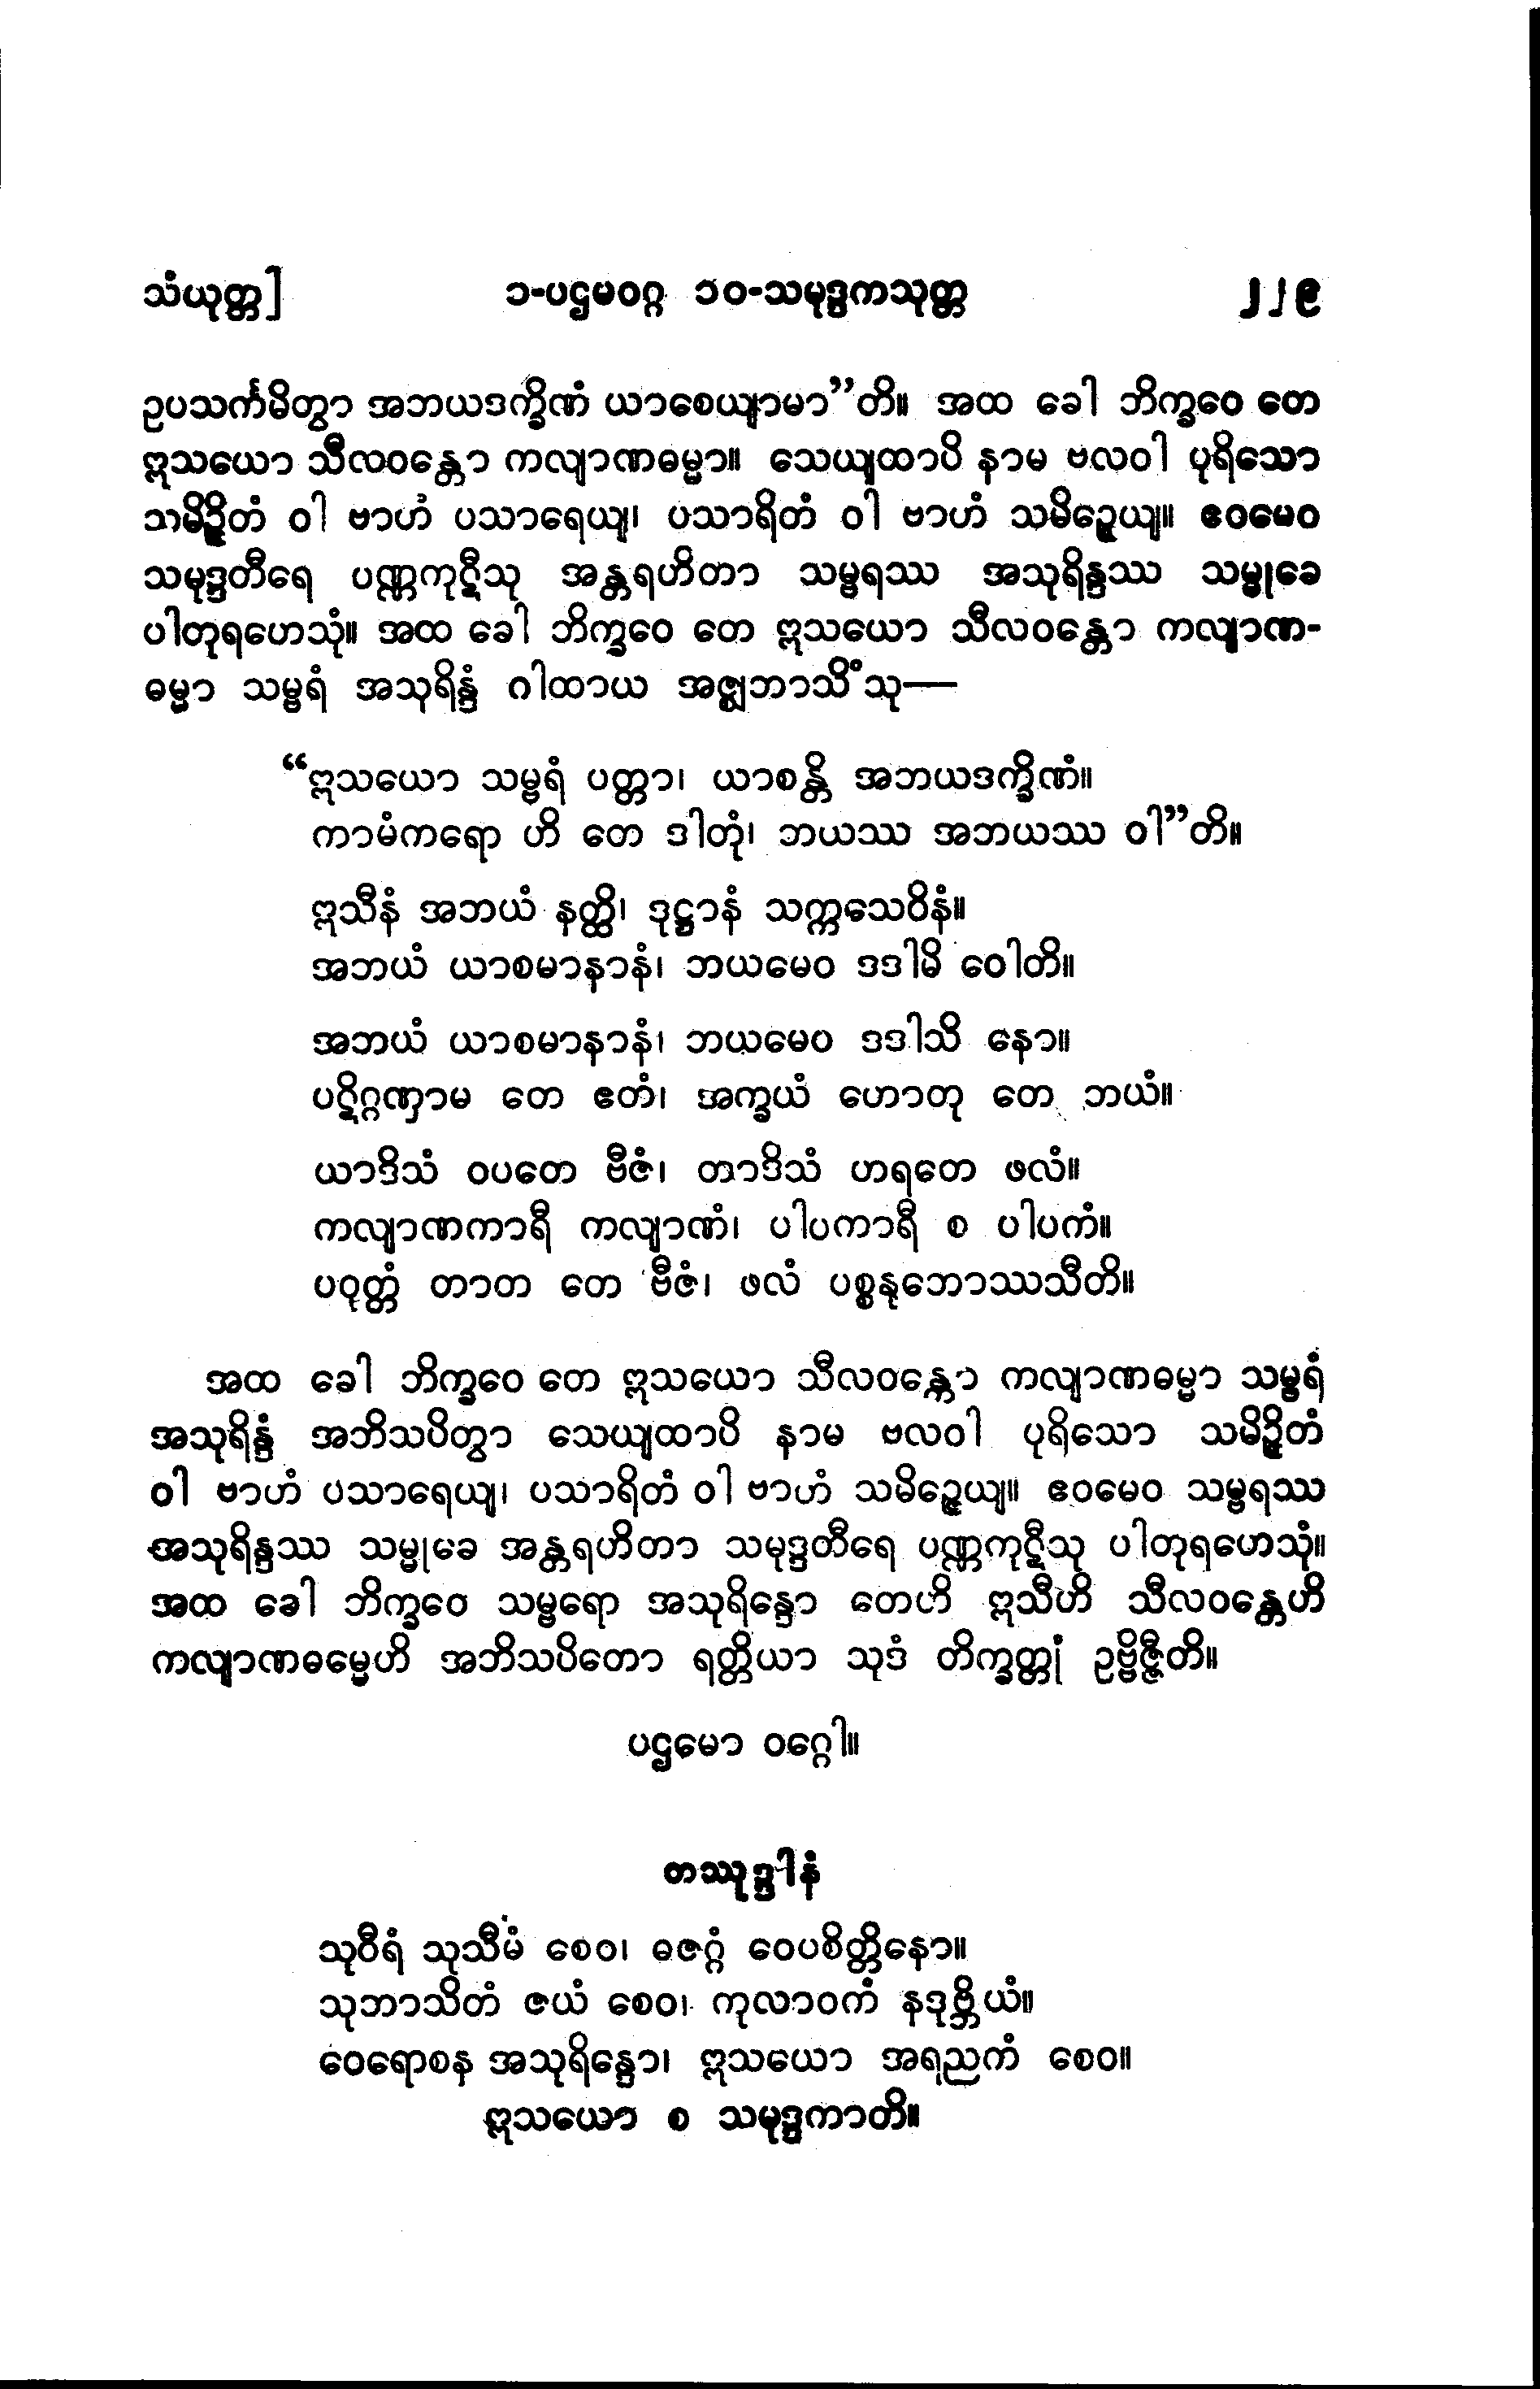 သံယုတ္တ]	၁-ပဌမဝဂ္ဂ ၁၀-သမုဒ္ဒကသုတ္တ	၂၂၉
ဥပသင်္ကမိတွာ အဘယဒက္ခိဏံ ယာစေယျာမာ”တိ။ အထ ခေါ ဘိက္ခဝေ တေ
ဣသယော သီလဝန္တော ကလျာဏဓမ္မာ။ သေယျထာပိ နာမ ဗလဝါ ပုရိသော
သမိဉ္ဇိတံ ဝါ ဗာဟံ ပသာရေယျ၊ ပသာရိတံ ဝါ ဗာဟံ သမိဉ္ဇေယျ။ ဧဝမေဝ
သမုဒ္ဒတီရေ ပဏ္ဏကုဋီသု အန္တရဟိတာ သမ္ဗရဿ အသုရိန္ဒဿ သမ္မုခေ
ပါတုရဟေသုံ။ အထ ခေါ ဘိက္ခဝေ တေ ဣသယော သီလဝန္တော ကလျာဏ-
ဓမ္မာ သမ္ဗရံ အသုရိန္ဒံ ဂါထာယ အဇ္ဈဘာသိံသု—
“ဣသယော သမ္ဗရံ ပတ္တာ၊ ယာစန္တိ အဘယဒက္ခိဏံ။
ကာမံကရော ဟိ တေ ဒါတုံ၊ ဘယဿ အဘယဿ ဝါ”တိ။
ဣသီနံ အဘယံ နတ္ထိ၊ ဒုဋ္ဌာနံ သက္ကသေဝိနံ။
အဘယံ ယာစမာနာနံ၊ ဘယမေဝ ဒဒါမိ ဝေါတိ။
အဘယံ ယာစမာနာနံ၊ ဘယမေဝ ဒဒါသိ နော။
ပဋိဂ္ဂဏှာမ တေ ဧတံ၊ အက္ခယံ ဟောတု တေ ဘယံ။
ယာဒိသံ ဝပတေ ဗီဇံ၊ တာဒိသံ ဟရတေ ဖလံ။
ကလျာဏကာရီ ကလျာဏံ၊ ပါပကာရီ စ ပါပကံ။
ပဝုတ္တံ တာတ တေ ဗီဇံ၊ ဖလံ ပစ္စနုဘောဿသီတိ။
အထ ခေါ ဘိက္ခဝေ တေ ဣသယော သီလဝန္တော ကလျာဏဓမ္မာ သမ္ဗရံ
အသုရိန္ဒံ အဘိသပိတွာ သေယျထာပိ နာမ ဗလဝါ ပုရိသော သမိဉ္ဇိတံ
ဝါ ဗာဟံ ပသာရေယျ၊ ပသာရိတံ ဝါ ဗာဟံ သမိဉ္ဇေယျ။ ဧဝမေဝ သမ္ဗရဿ
အသုရိန္ဒဿ သမ္မုခေ အန္တရဟိတာ သမုဒ္ဒတီရေ ပဏ္ဏကုဋီသု ပါတုရဟေသုံ။
အထ ခေါ ဘိက္ခဝေ သမ္ဗရော အသုရိန္ဒော တေဟိ ဣသီဟိ သီလဝန္တေဟိ
ကလျာဏဓမ္မေဟိ အဘိသပိတော ရတ္တိယာ သုဒံ တိက္ခတ္တုံ ဥဗ္ဗိဇ္ဇီတိ။
ပဌမော ဝဂ္ဂေါ။
တဿုဒ္ဒါနံ
သုဝီရံ သုသီမံ စေဝ၊ ဓဇဂ္ဂံ ဝေပစိတ္တိနော။
သုဘာသိတံ ဇယံ စေဝ၊ ကုလာဝကံ နဒုဗ္ဘိယံ။
ဝေရောစန အသုရိန္ဒော၊ ဣသယော အရညကံ စေဝ။
ဣသယော စ သမုဒ္ဒကာတိ။